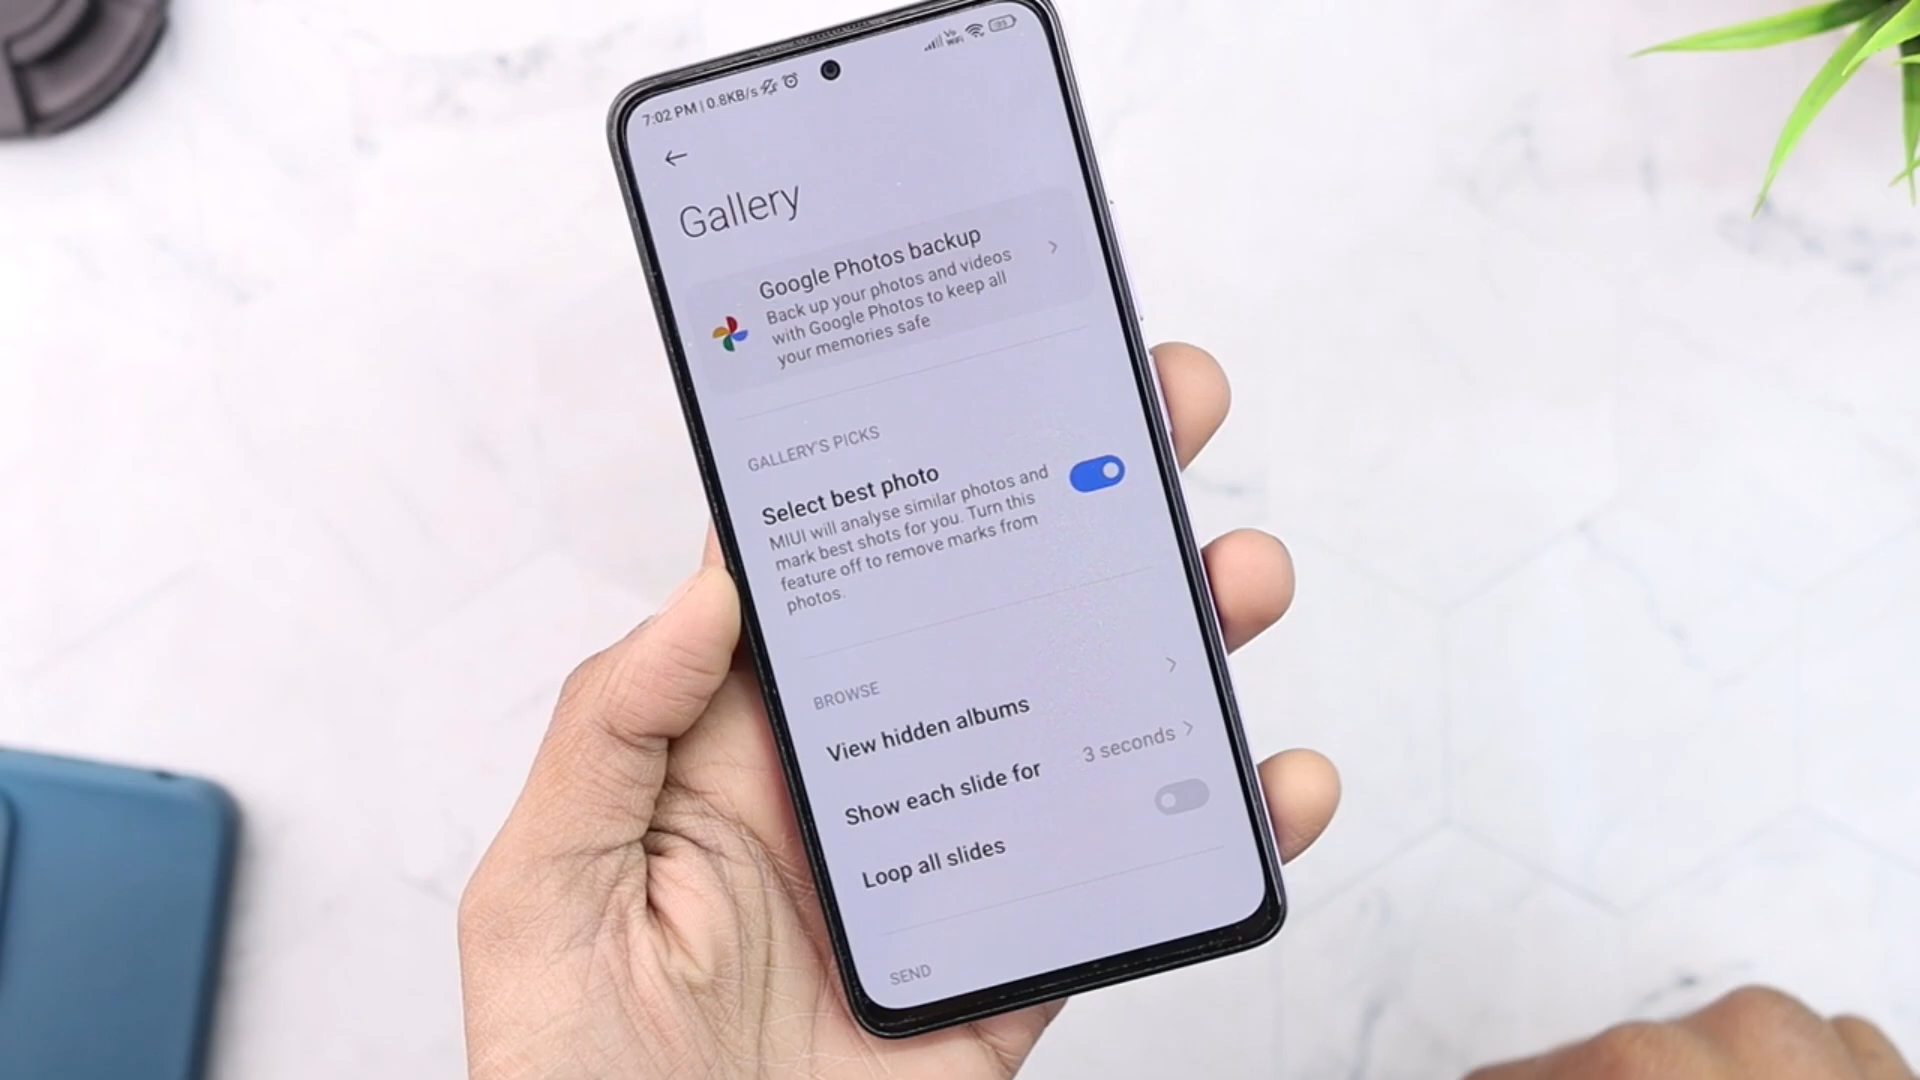 7:02 PM | 0.8KB/s
Vo
WiFi
Gallery
Google Photos backup
Back up your photos and videos
with Google Photos to keep all
your memories safe
GALLERY'S PICKS
Select best photo
MIUI will analyse similar photos and
mark best shots for you. Turn this
feature off to remove marks from
photos.
BROWSE
View hidden albums
Show each slide for 3 seconds
Loop all slides
SEND